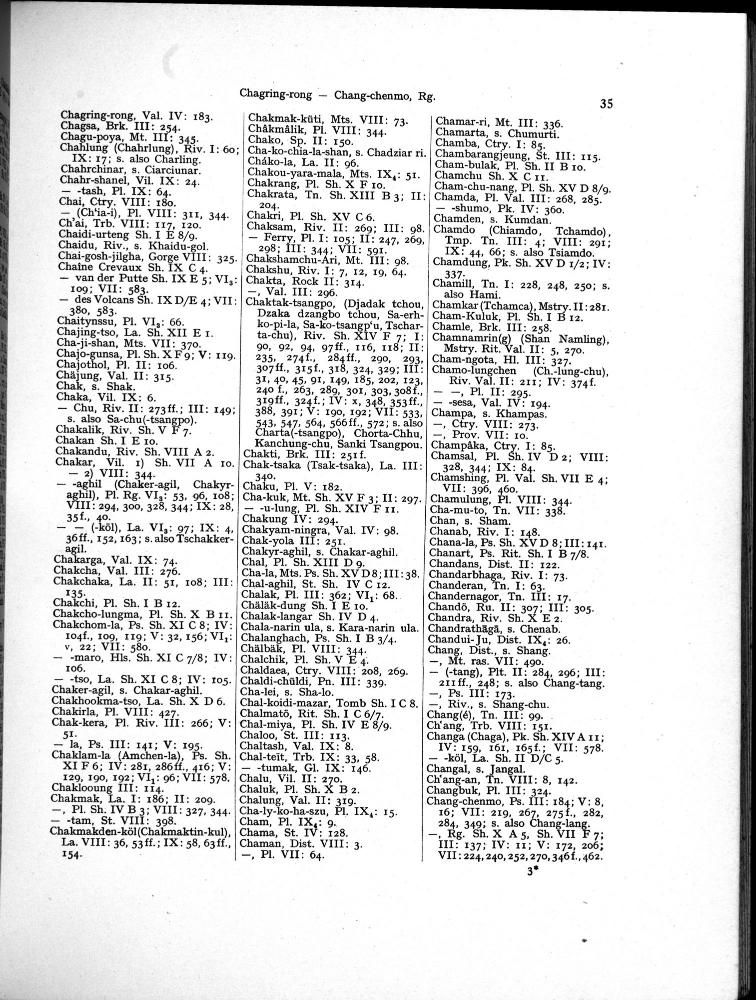 Chagring-rong — Chang-chenmo, Rg.
35
Chagring-rong, Val. IV: 183.
Chagsa, Brk. III: 254.
Chagu-poya, Mt. III: 345.
Chahlung (Chahrlung), Riv. I: 60;
IX: 17; s. also Charling.
Chahrchinar, s. Ciarciunar.
Chahr-shanel, Vil. IX: 24.
— -tash, Pl. IX: 64.
Chai, Ctry. VIII: 180.
— (Ch'ia-i), Pl. VIII: 311, 344.
Ch'ai, Trb. VIII: 117, 120.
Chaidi-urteng Sh. I E 8/9.
Chaidu, Riv., s. Khaidu-gol.
Chai-gosh-jilgha, Gorge VIII: 325.
Chaîne Crevaux Sh. IX C 4.
— van der Putte Sh. IX E 5; VI₂:
109; VII: 583.
— des Volcans Sh. IX D/E 4; VII:
380, 583.
Chaitynssu, Pl. VI₂: 66.
Chajing-tso, La. Sh. XII E 1.
Cha-ji-shan, Mts. VII: 370.
Chajo-gunsa, Pl. Sh. X F 9; V: 119.
Chajothol, Pl. II: 106.
Châjung, Val. II: 315.
Chak, s. Shak.
Chaka, Vil. IX: 6.
— Chu, Riv. II: 273 ff.; III: 149;
s. also Sa-chu(-tsangpo).
Chakalik, Riv. Sh. V F 7.
Chakan Sh. I E 10.
Chakandu, Riv. Sh. VIII A 2.
Chakar, Vil. 1) Sh. VII A 10.
— 2) VIII: 344.
— -aghil (Chaker-agil, Chakyr-
aghil), Pl. Rg. VI₂: 53, 96, 108;
VIII: 294, 300, 328, 344; IX: 28,
35 f., 40.
— — (-köl), La. VI₂: 97; IX: 4,
36 ff., 152, 163; s. also Tschakker-
agil.
Chakarga, Val. IX: 74.
Chakcha, Val. III: 276.
Chakchaka, La. II: 51, 108; III:
135.
Chakchi, Pl. Sh. I B 12.
Chakcho-lungma, Pl. Sh. X B 11.
Chakchom-la, Ps. Sh. XI C 8; IV:
104 f., 109, 119; V: 32, 156; VI₁:
v, 22; VII: 580.
— -maro, Hls. Sh. XI C 7/8; IV:
106.
— -tso, La. Sh. XI C 8; IV: 105.
Chaker-agil, s. Chakar-aghil.
Chakhookma-tso, La. Sh. X D 6.
Chakirla, Pl. VIII: 427.
Chak-kera, Pl. Riv. III: 266; V:
51.
— la, Ps. III: 141; V: 195.
Chaklam-la (Amchen-la), Ps. Sh.
XI F 6; IV: 281, 286 ff., 416; V:
129, 190, 192; VI₁: 96; VII: 578.
Chaklooung III: 114.
Chakmak, La. I: 186; II: 209.
—, Pl. Sh. IV B 3; VIII: 327, 344.
— -tam, St. VIII: 398.
Chakmakden-köl(Chakmaktin-kul),
La. VIII: 36, 53 ff.; IX: 58, 63 ff.,
154.
Chakmak-küti, Mts. VIII: 73.
Châkmâlik, Pl. VIII: 344.
Chako, Sp. II: 150.
Cha-ko-chia-la-shan, s. Chadziar ri.
Châko-la, La. II: 96.
Chakou-yara-mala, Mts. IX₄: 51.
Chakrang, Pl. Sh. X F 10.
Chakrata, Tn. Sh. XIII B 3; II:
204.
Chakri, Pl. Sh. XV C 6.
Chaksam, Riv. II: 269; III: 98.
— Ferry, Pl. I: 105; II: 247, 269,
298; III: 344; VII: 591.
Chakshamchu-Ari, Mt. III: 98.
Chakshu, Riv. I: 7, 12, 19, 64.
Chakta, Rock II: 314.
—, Val. III: 296.
Chaktak-tsangpo, (Djadak tchou,
Dzaka dzangbo tchou, Sa-erh-
ko-pi-la, Sa-ko-tsangp'u, Tschar-
ta-chu), Riv. Sh. XIV F 7; I:
90, 92, 94, 97 ff., 116, 118; II:
235, 274 f., 284 ff., 290, 293,
307 ff., 315 f., 318, 324, 329; III:
31, 40, 45, 91, 149, 185, 202, 123,
240 f., 263, 289, 301, 303, 308 f.,
319 ff., 324 f.; IV: x, 348, 353 ff.,
388, 391; V: 190, 192; VII: 533,
543, 547, 564, 566 ff., 572; s. also
Charta(-tsangpo), Chorta-Chhu,
Kanchung-chu, Sanki Tsangpou.
Chakti, Brk. III: 251 f.
Chak-tsaka (Tsak-tsaka), La. III:
340.
Chaku, Pl. V: 182.
Cha-kuk, Mt. Sh. XV F 3; II: 297.
— -u-lung, Pl. Sh. XIV F 11.
Chakung IV: 294.
Chakyam-ningra, Val. IV: 98.
Chak-yola III: 251.
Chakyr-aghil, s. Chakar-aghil.
Chal, Pl. Sh. XIII D 9.
Cha-la, Mts. Ps. Sh. XV D 8; III: 38.
Chal-aghil, St. Sh. IV C 12.
Chalak, Pl. III: 362; VI₁: 68.
Châlâk-dung Sh. I E 10.
Chalak-langar Sh. IV D 4.
Chala-narin ula, s. Kara-narin ula.
Chalanghach, Ps. Sh. I B 3/4.
Châlbâk, Pl. VIII: 344.
Chalchik, Pl. Sh. V E 4.
Chaldaea, Ctry. VIII: 208, 269.
Chaldi-chüldi, Pn. III: 339.
Cha-lei, s. Sha-lo.
Chal-koidi-mazar, Tomb Sh. I C 8.
Chalmatö, Rit. Sh. I C 6/7.
Chal-miya, Pl. Sh. IV E 8/9.
Chaloo, St. III: 113.
Chaltash, Val. IX: 8.
Chal-teït, Trb. IX: 33, 58.
— -tumak, Gl. IX: 146.
Chalu, Vil. II: 270.
Chaluk, Pl. Sh. X B 2.
Chalung, Val. II: 319.
Cha-ly-ko-ha-szu, Pl. IX₄: 15.
Cham, Pl. IX₄: 9.
Chama, St. IV: 128.
Chaman, Dist. VIII: 3.
—, Pl. VII: 64.
Chamar-ri, Mt. III: 336.
Chamarta, s. Chumurti.
Chamba, Ctry. I: 85.
Chambarangjeung, St. III: 115.
Cham-bulak, Pl. Sh. II B 10.
Chamchu Sh. X C 11.
Cham-chu-nang, Pl. Sh. XV D 8/9.
Chamda, Pl. Val. III: 268, 285.
— -shumo, Pk. IV: 360.
Chamden, s. Kumdan.
Chamdo (Chiamdo, Tchamdo),
Tmp. Tn. III: 4; VIII: 291;
IX: 44, 66; s. also Tsiamdo.
Chamdung, Pk. Sh. XV D 1/2; IV:
337.
Chamill, Tn. I: 228, 248, 250; s.
also Hami.
Chamkar (Tchamca), Mstry. II: 281.
Cham-Kuluk, Pl. Sh. I B 12.
Chamle, Brk. III: 258.
Chamnamrin(g) (Shan Namling),
Mstry. Rit. Val. II: 5, 270.
Cham-ngota, Hl. III: 327.
Chamo-lungchen (Ch.-lung-chu),
Riv. Val. II: 211; IV: 374 f.
— —, Pl. II: 295.
— -sesa, Val. IV: 194.
Champa, s. Khampas.
—, Ctry. VIII: 273.
—, Prov. VII: 10.
Champâka, Ctry. I: 85.
Chamsal, Pl. Sh. IV D 2; VIII:
328, 344; IX: 84.
Chamshing, Pl. Val. Sh. VII E 4;
VII: 396, 460.
Chamulung, Pl. VIII: 344.
Cha-mu-to, Tn. VII: 338.
Chan, s. Sham.
Chanab, Riv. I: 148.
Chana-la, Ps. Sh. XV D 8; III: 141.
Chanart, Ps. Rit. Sh. I B 7/8.
Chandans, Dist. II: 122.
Chandarbhaga, Riv. I: 73.
Chanderan, Tn. I: 63.
Chandernagor, Tn. III: 17.
Chandö, Ru. II: 307; III: 305.
Chandra, Riv. Sh. X E 2.
Chandrathâgâ, s. Chenab.
Chandui-Ju, Dist. IX₄: 26.
Chang, Dist., s. Shang.
—, Mt. ras. VII: 490.
— (-tang), Plt. II: 284, 296; III:
211 ff., 248; s. also Chang-tang.
—, Ps. III: 173.
—, Riv., s. Shang-chu.
Chang(é), Tn. III: 99.
Ch'ang, Trb. VIII: 151.
Changa (Chaga), Pk. Sh. XIV A 11;
IV: 159, 161, 165 f.; VII: 578.
— -köl, La. Sh. II D/C 5.
Changal, s. Jangal.
Ch'ang-an, Tn. VIII: 8, 142.
Changbuk, Pl. III: 324.
Chang-chenmo, Ps. III: 184; V: 8,
16; VII: 219, 267, 275 f., 282,
284, 349; s. also Chang-lang.
—, Rg. Sh. X A 5, Sh. VII F 7;
III: 137; IV: 11; V: 172, 206;
VII: 224, 240, 252, 270, 346 f., 462.
3*